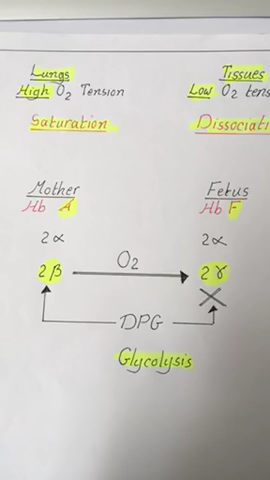 Lungs
High O₂ Tension
Saturation
Tissues
Low O₂ tens
Dissociati
Mother
Hb A
2α
2β
O₂
Fetus
Hb F
2α
2γ
DPG
Glycolysis